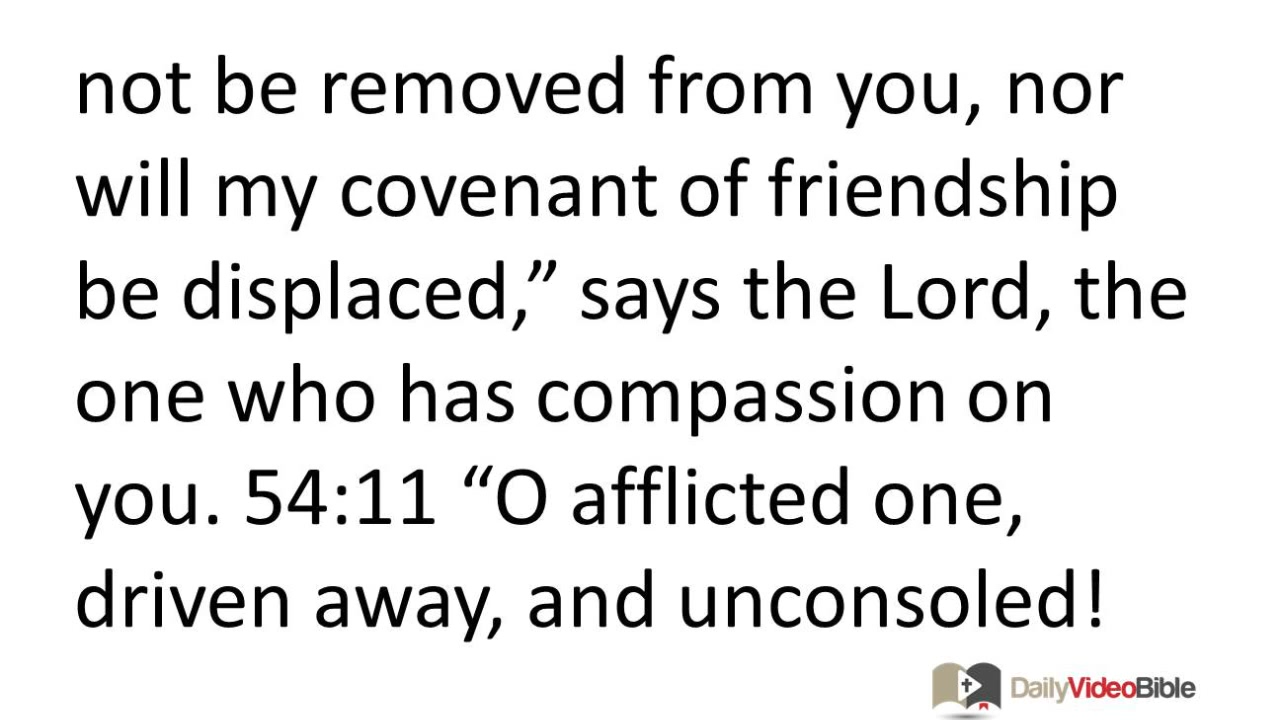 not be removed from you, nor
will my covenant of friendship
be displaced,” says the Lord, the
one who has compassion on
you. 54:11 “O afflicted one,
driven away, and unconsoled!
DailyVideoBible